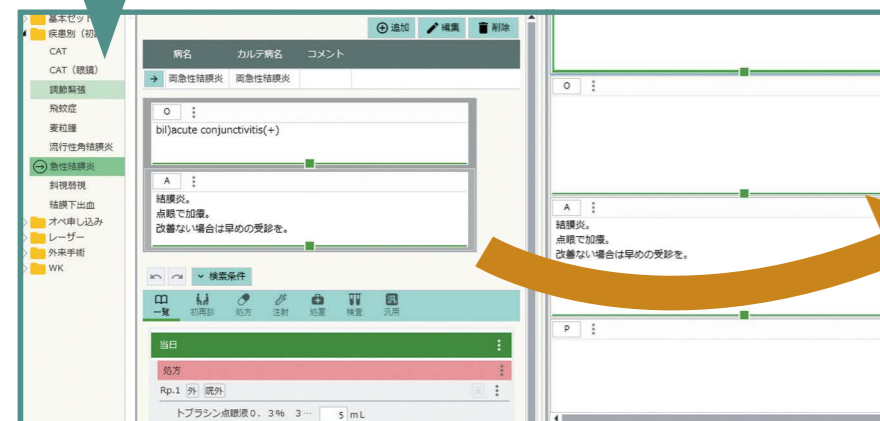 基本セット
疾患別（初
CAT
CAT（眼鏡）
調節緊張
飛蚊症
麦粒腫
流行性角結膜炎
急性結膜炎
斜視弱視
結膜下出血
オペ申し込み
レーザー
外来手術
WK
追加 編集 削除
病名 カルテ病名 コメント
両急性結膜炎 両急性結膜炎
O
bil)acute conjunctivitis(+)
A
結膜炎。
点眼で加療。
改善ない場合は早めの受診を。
検索条件
一覧 初再診 処方 注射 処置 検査 汎用
当日
処方
Rp.1 外 院外
トブラシン点眼液０．３％ ３… 5 mL
O
A
結膜炎。
点眼で加療。
改善ない場合は早めの受診を。
P